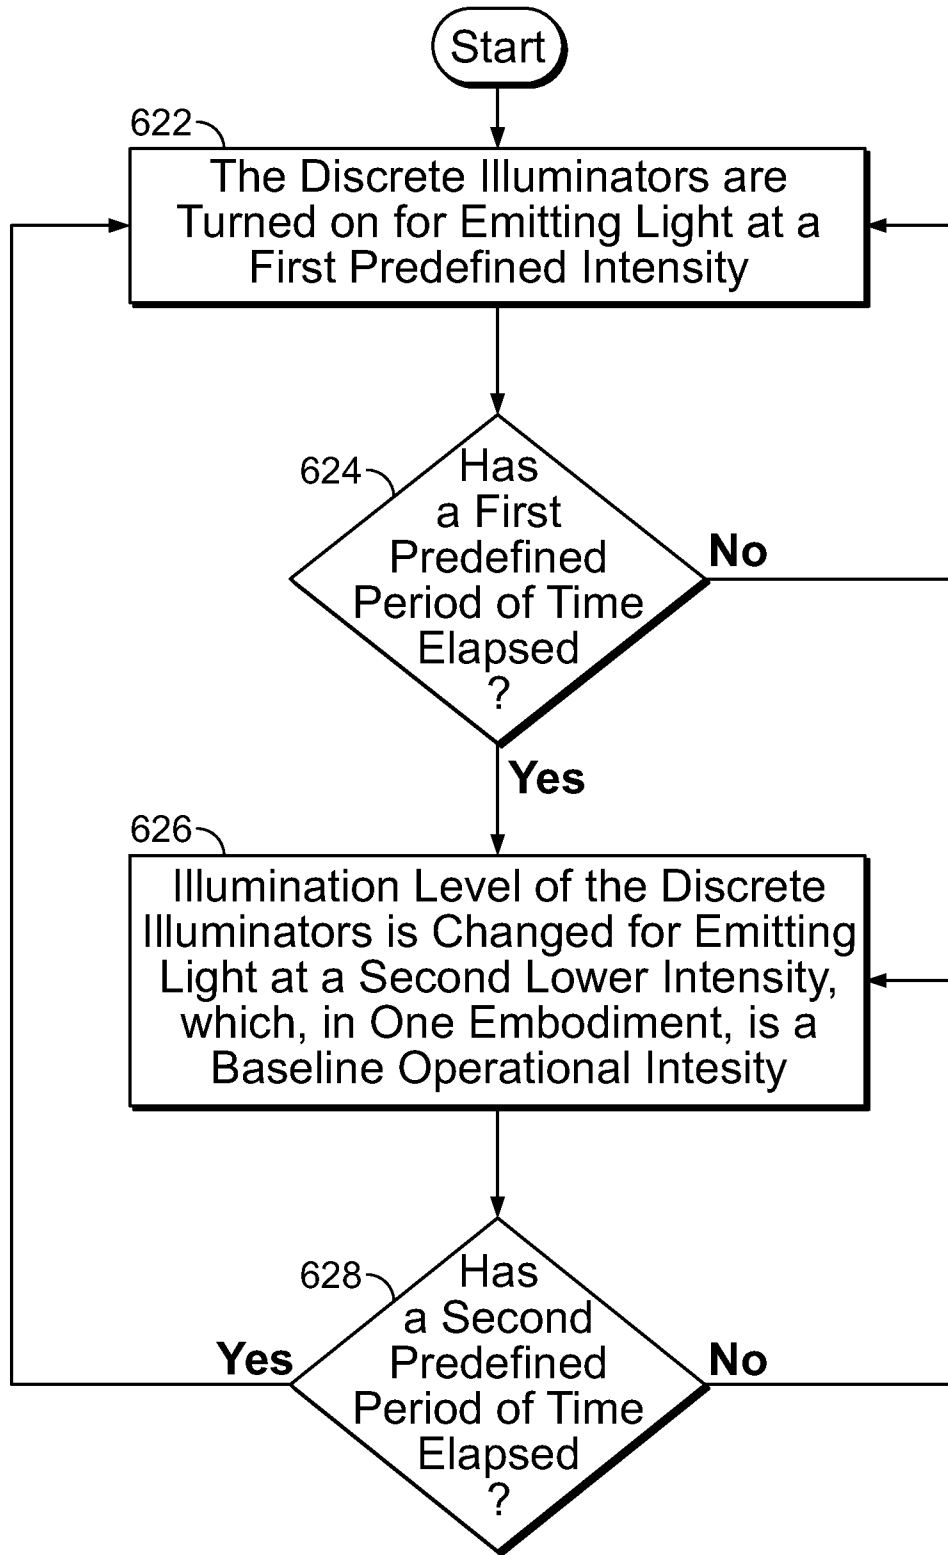 Start
622
The Discrete Illuminators are
Turned on for Emitting Light at a
First Predefined Intensity
624
Has
a First
Predefined
Period of Time
Elapsed
?
No
Yes
626
Illumination Level of the Discrete
Illuminators is Changed for Emitting
Light at a Second Lower Intensity,
which, in One Embodiment, is a
Baseline Operational Intesity
628
Has
a Second
Predefined
Period of Time
Elapsed
?
Yes
No